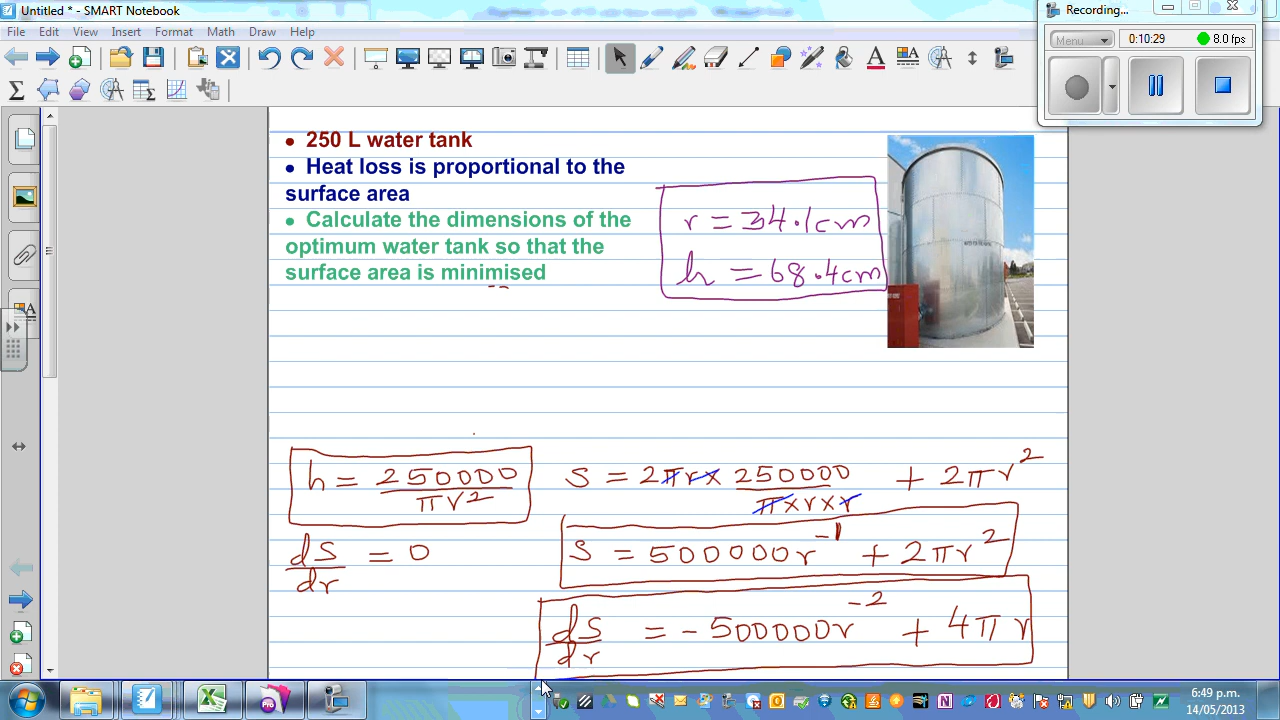 Untitled * - SMART Notebook
Recording...
File Edit View Insert Format Math Draw Help
Menu
0:10:29
8.0 fps
• 250 L water tank
• Heat loss is proportional to the
surface area
• Calculate the dimensions of the
optimum water tank so that the
surface area is minimised
r = 34.1cm
h = 68.4cm
h = 250000 / πr²
S = 2πr × 250000 / π×r×r + 2πr²
dS/dr = 0
S = 500000r⁻¹ + 2πr²
dS/dr = -500000r⁻² + 4πr
6:49 p.m.
14/05/2013